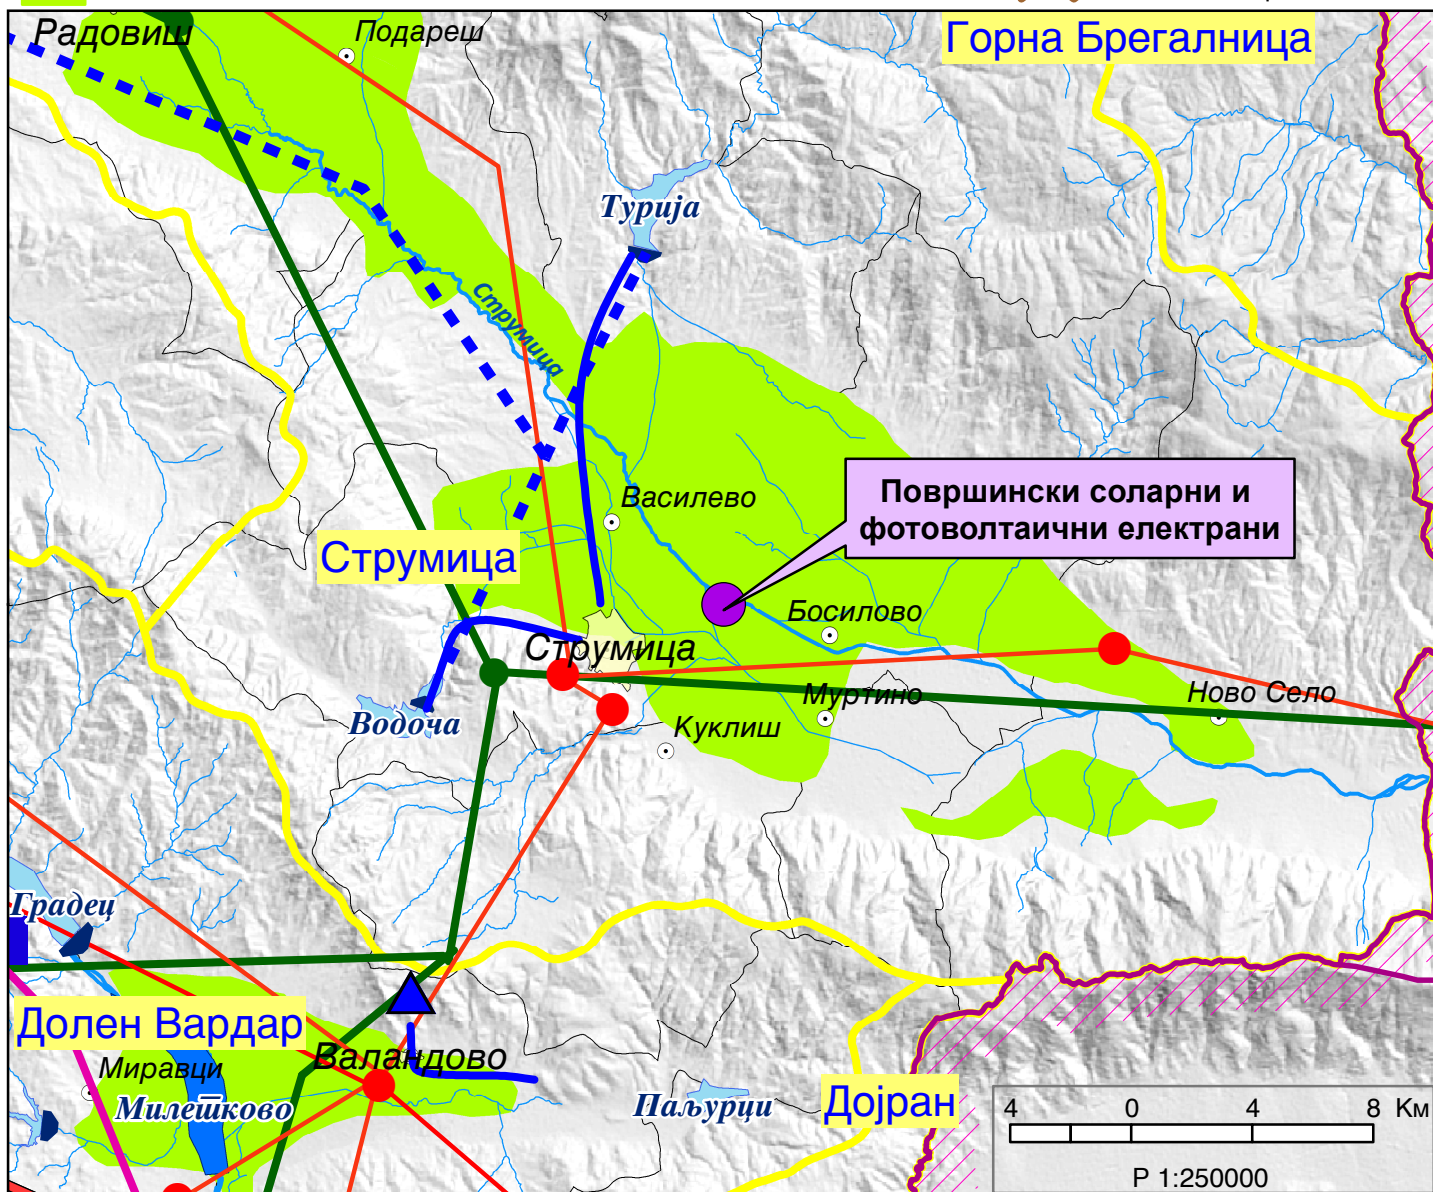 Радовиш
Подареш
Горна Брегалница
Турија
Струмица
Василево
Површински соларни и
фотоволтаични електрани
Струмица
Босилово
Струмица
Муртино
Ново Село
Водоча
Куклиш
Градец
Долен Вардар
Валандово
Миравци
Милешково
Паљурци
Дојран
4 0 4 8 Км
Р 1:250000